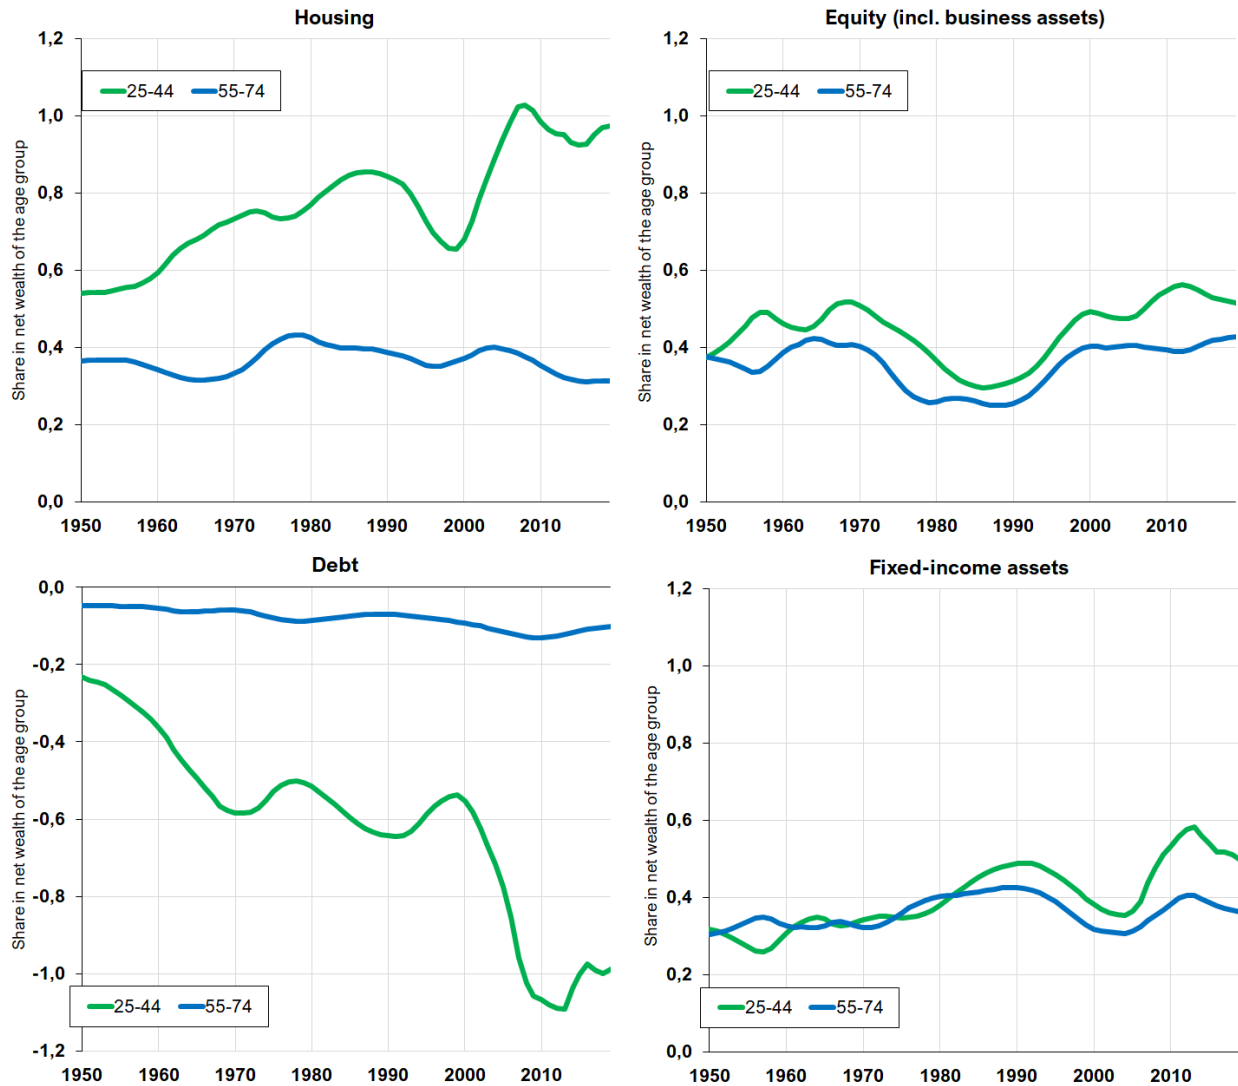 Housing
Share in net wealth of the age group
1,2
1,0
0,8
0,6
0,4
0,2
0,0
25-44 55-74
1950 1960 1970 1980 1990 2000 2010
Equity (incl. business assets)
Share in net wealth of the age group
1,2
1,0
0,8
0,6
0,4
0,2
0,0
25-44 55-74
1950 1960 1970 1980 1990 2000 2010
Debt
Share in net wealth of the age group
0,0
-0,2
-0,4
-0,6
-0,8
-1,0
-1,2
25-44 55-74
1950 1960 1970 1980 1990 2000 2010
Fixed-income assets
Share in net wealth of the age group
1,2
1,0
0,8
0,6
0,4
0,2
0,0
25-44 55-74
1950 1960 1970 1980 1990 2000 2010